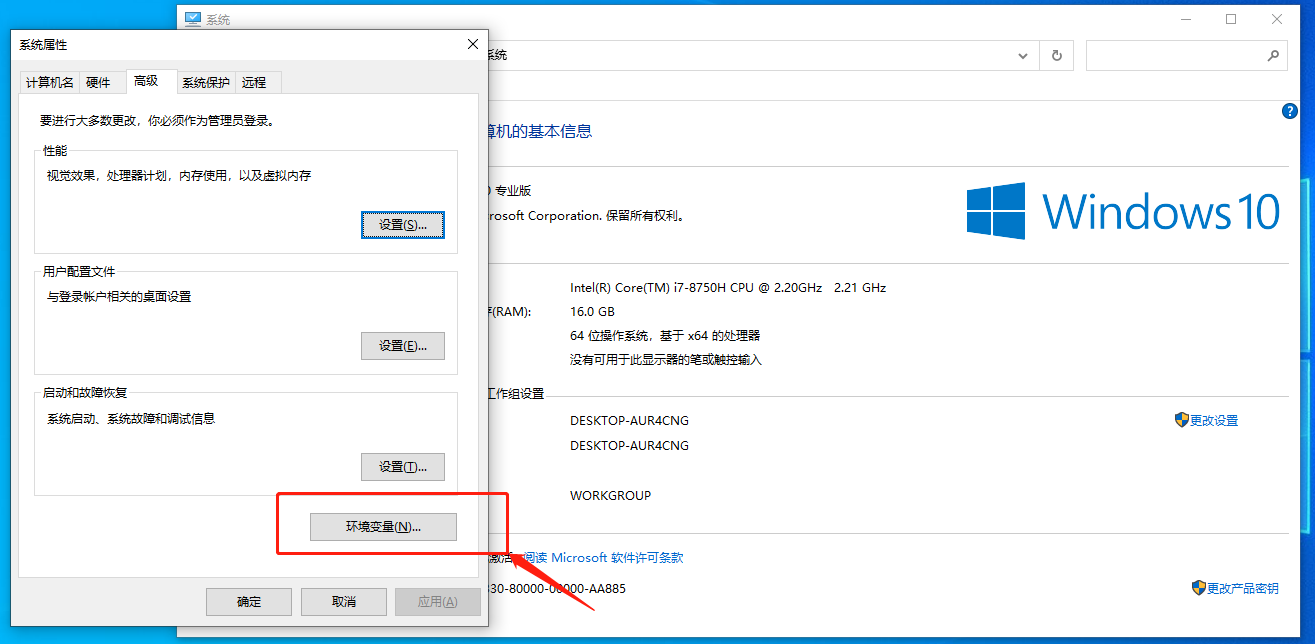 系统
系统属性
系统
计算机名 硬件 高级 系统保护 远程
要进行大多数更改，你必须作为管理员登录。
性能
视觉效果，处理器计划，内存使用，以及虚拟内存
设置(S)...
用户配置文件
与登录帐户相关的桌面设置
设置(E)...
启动和故障恢复
系统启动、系统故障和调试信息
设置(T)...
环境变量(N)...
确定 取消 应用(A)
?
算机的基本信息
专业版
rosoft Corporation. 保留所有权利。
Windows 10
Intel(R) Core(TM) i7-8750H CPU @ 2.20GHz 2.21 GHz
(RAM): 16.0 GB
64 位操作系统，基于 x64 的处理器
没有可用于此显示器的笔或触控输入
工作组设置
DESKTOP-AUR4CNG
更改设置
DESKTOP-AUR4CNG
WORKGROUP
激活 阅读 Microsoft 软件许可条款
330-80000-00000-AA885
更改产品密钥